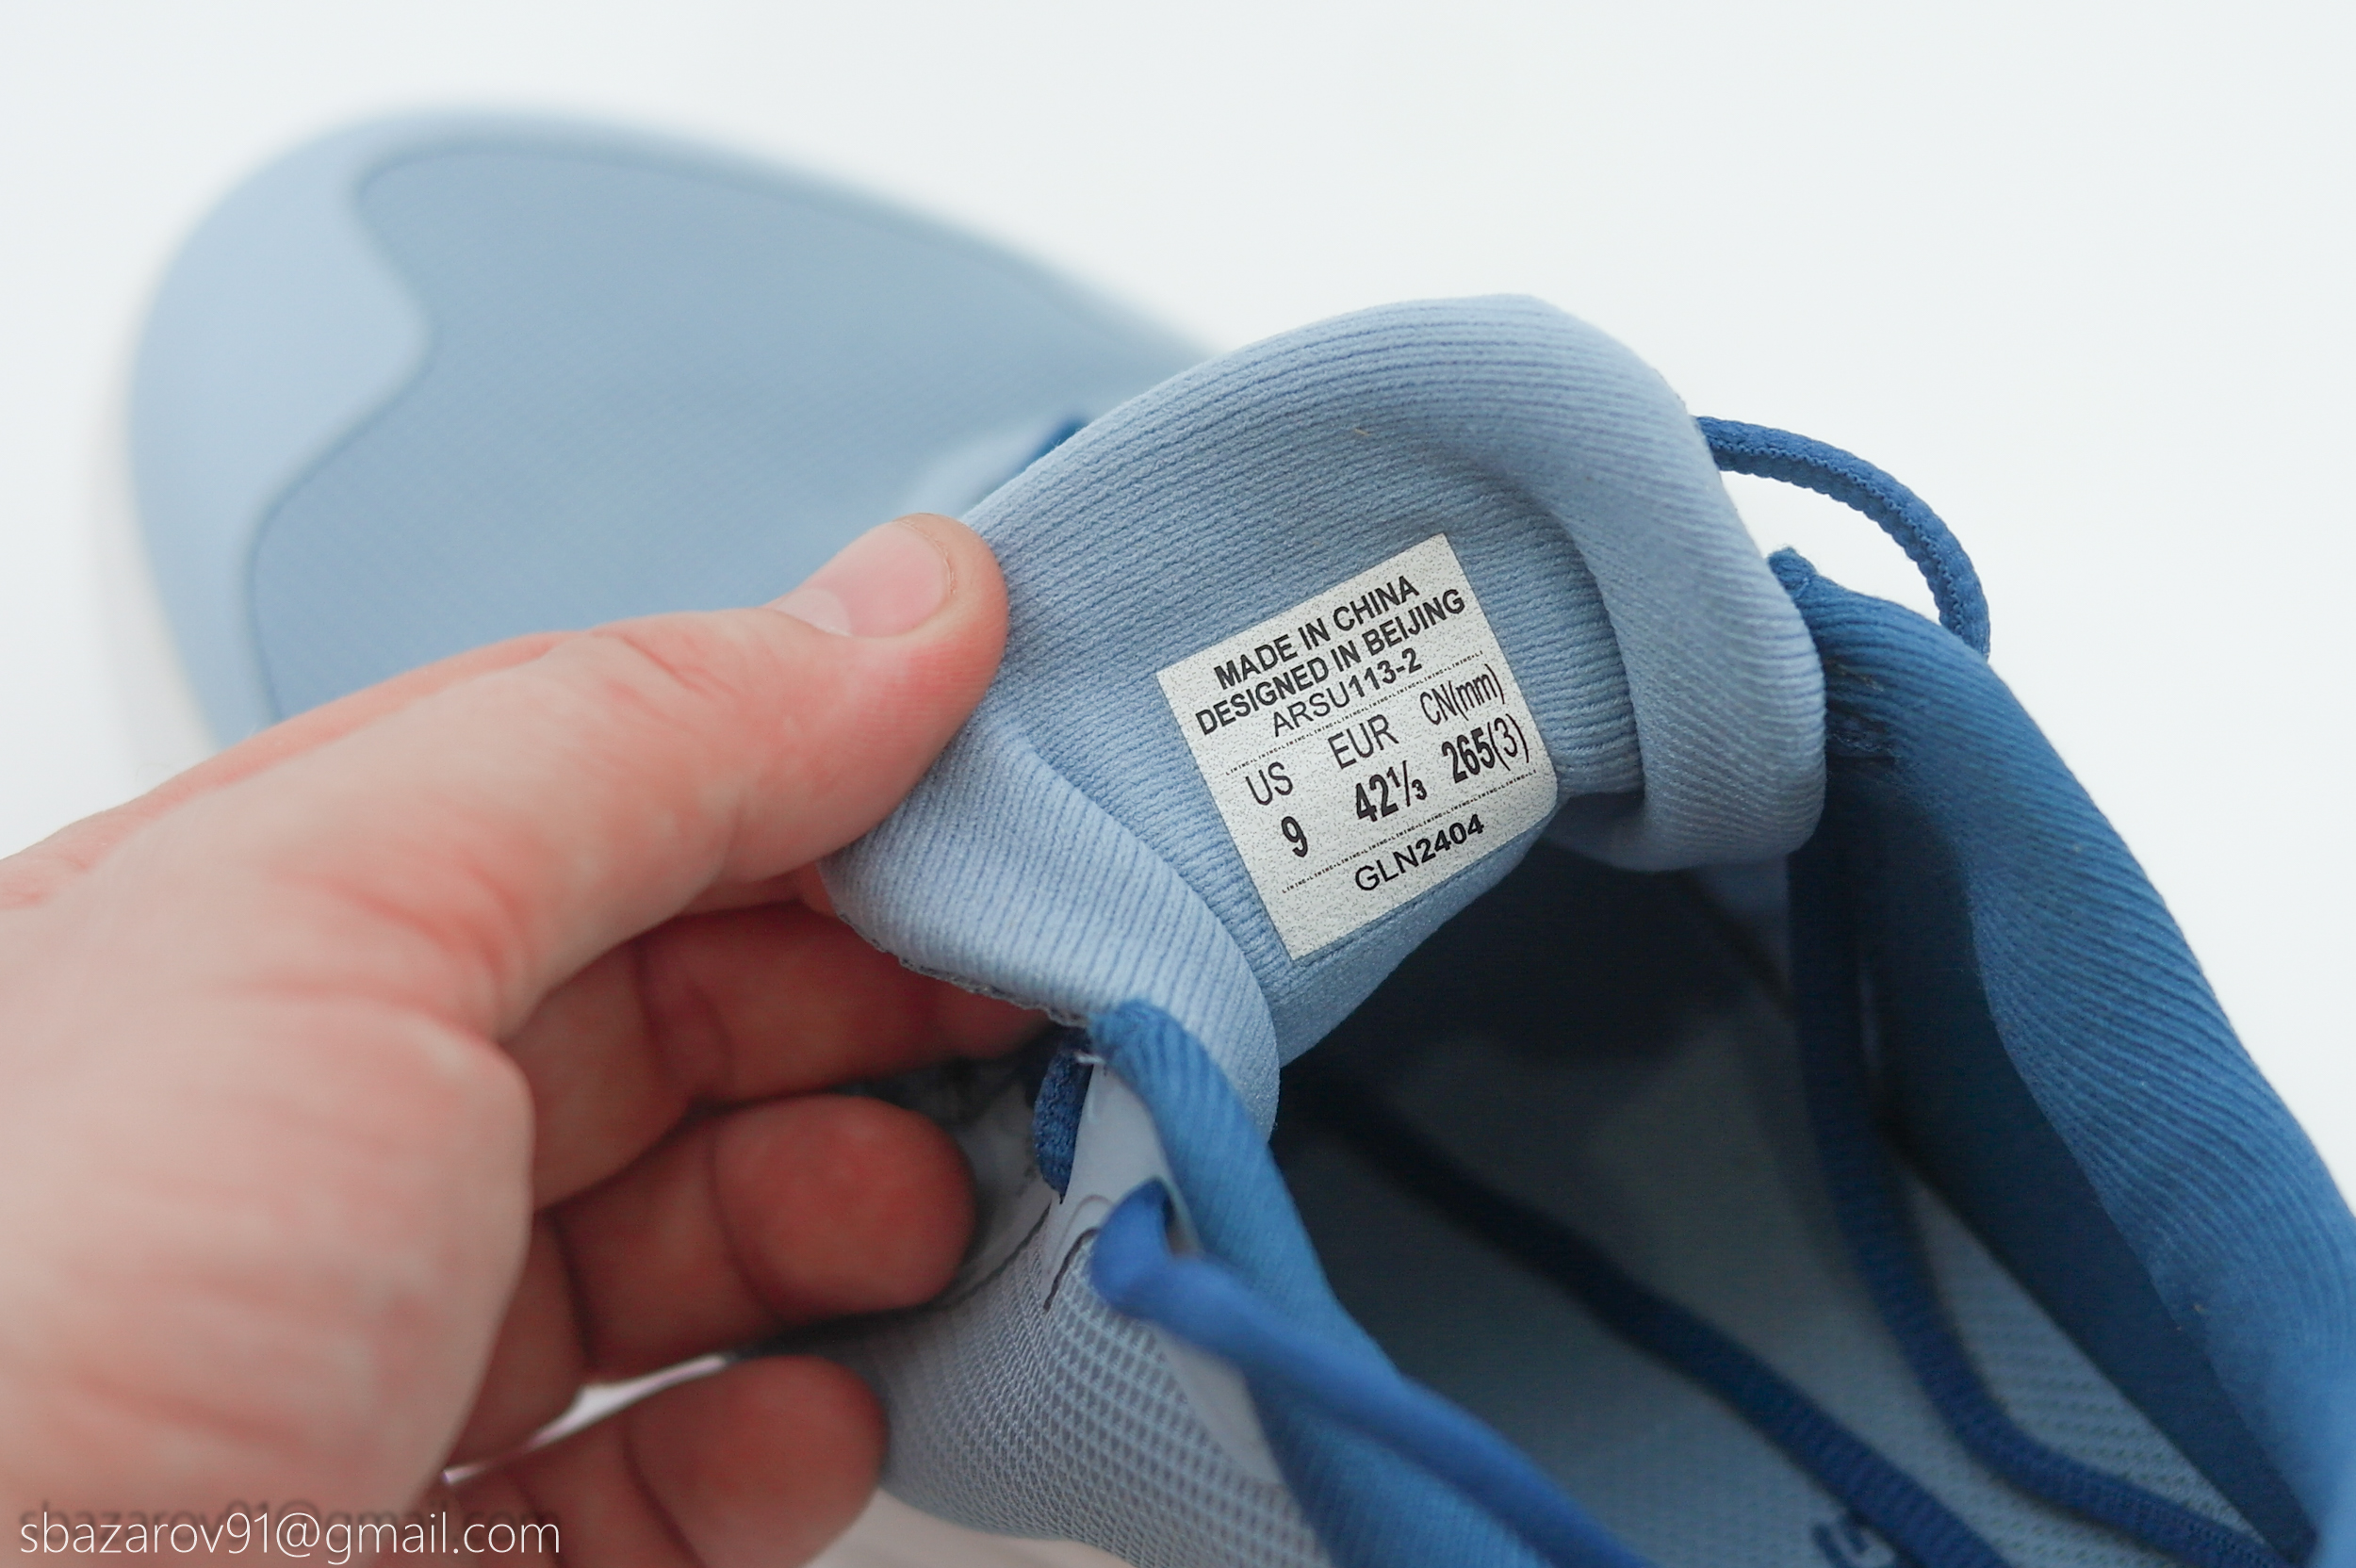 MADE IN CHINA
DESIGNED IN BEIJING
ARSU113-2
US EUR CN(mm)
9 42⅓ 265(3)
GLN2404
sbazarov91@gmail.com